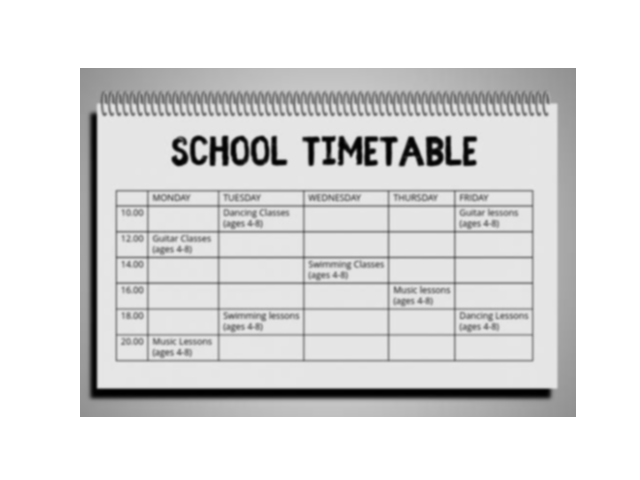 SCHOOL TIMETABLE
MONDAY TUESDAY WEDNESDAY THURSDAY FRIDAY
10.00 Dancing Classes (ages 4-8) Guitar lessons (ages 4-8)
12.00 Guitar Classes (ages 4-8)
14.00 Swimming Classes (ages 4-8)
16.00 Music lessons (ages 4-8)
18.00 Swimming lessons (ages 4-8) Dancing Lessons (ages 4-8)
20.00 Music Lessons (ages 4-8)